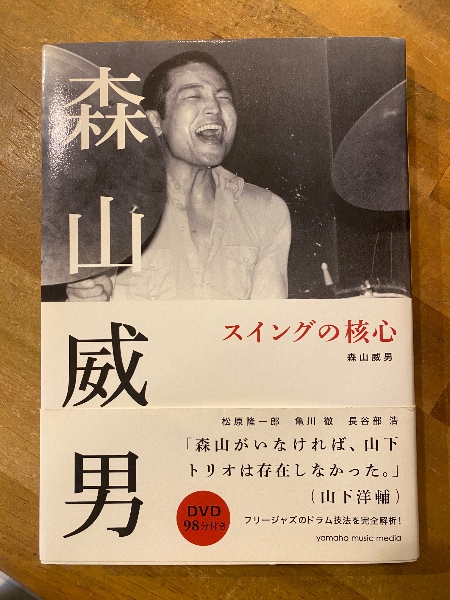 森山威男
スイングの核心
森山威男
松原隆一郎 亀川 徹 長谷部 浩
「森山がいなければ、山下
トリオは存在しなかった。」
(山下洋輔)
DVD
98分付き
フリージャズのドラム技法を完全解析!
yamaha music media